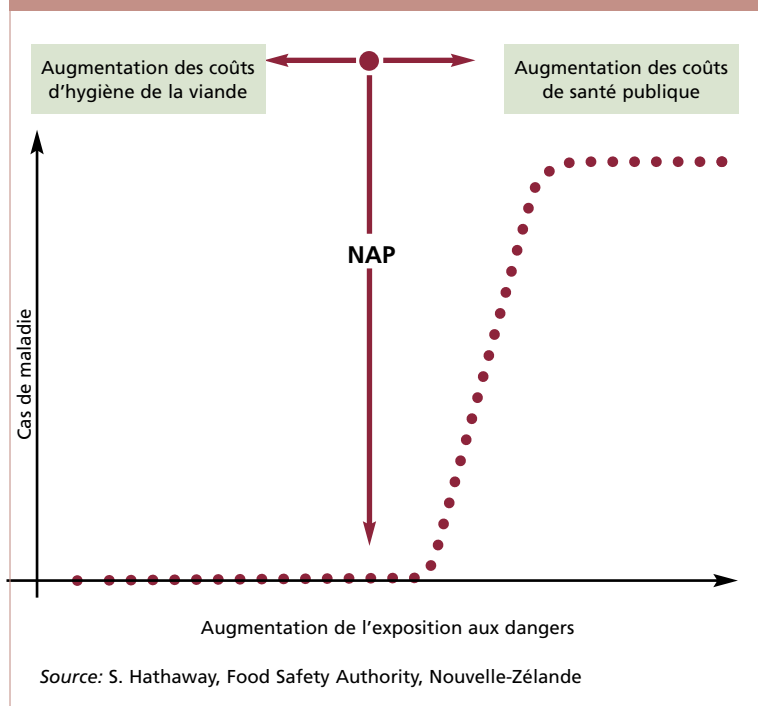 Augmentation des coûts
d'hygiène de la viande
Augmentation des coûts
de santé publique
NAP
Cas de maladie
Augmentation de l'exposition aux dangers
Source: S. Hathaway, Food Safety Authority, Nouvelle-Zélande